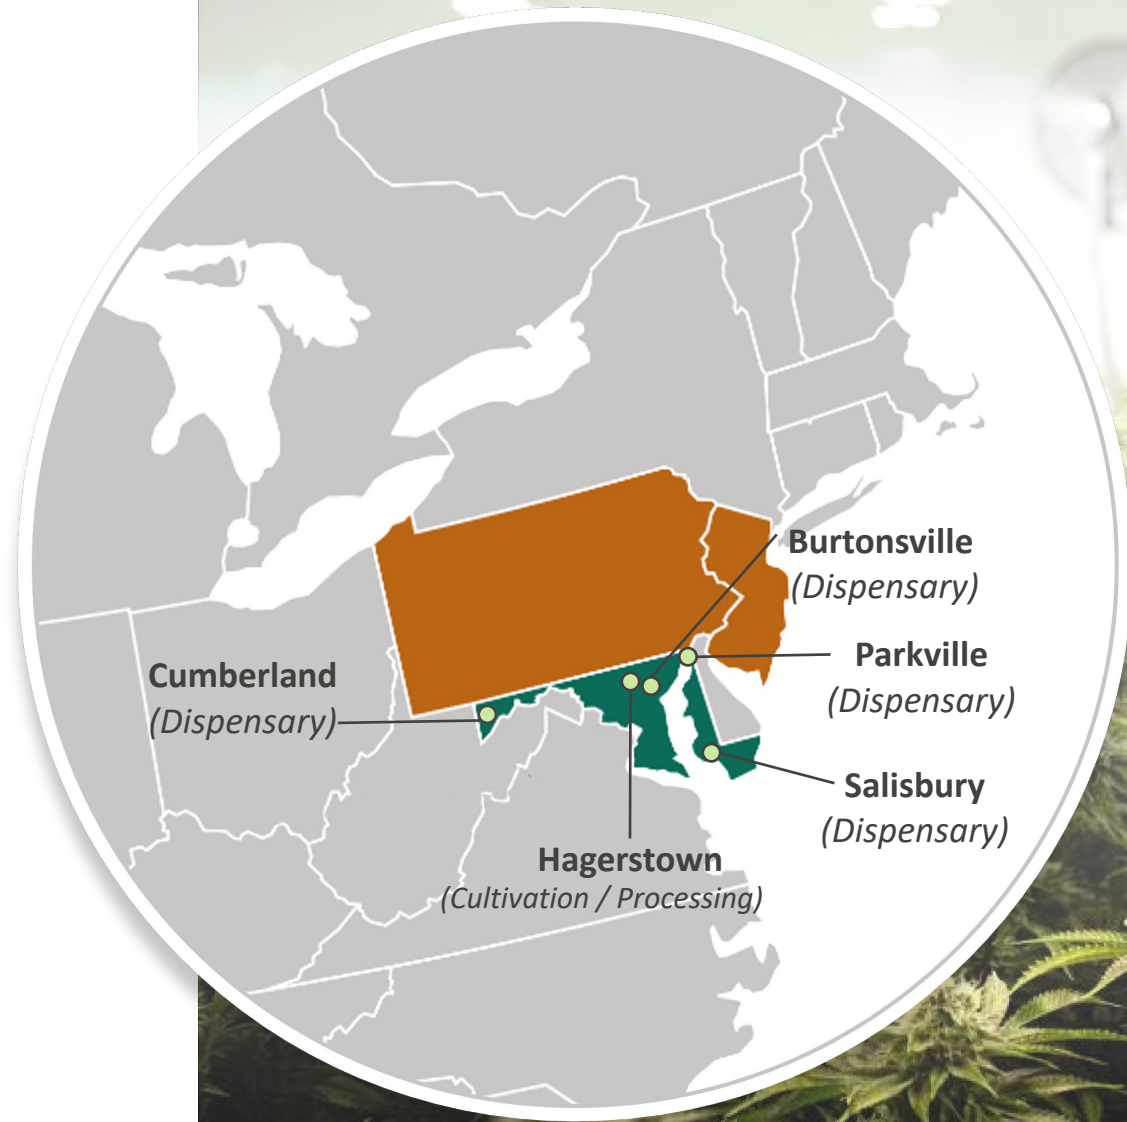 Burtonsville
(Dispensary)
Parkville
(Dispensary)
Cumberland
(Dispensary)
Salisbury
(Dispensary)
Hagerstown
(Cultivation / Processing)